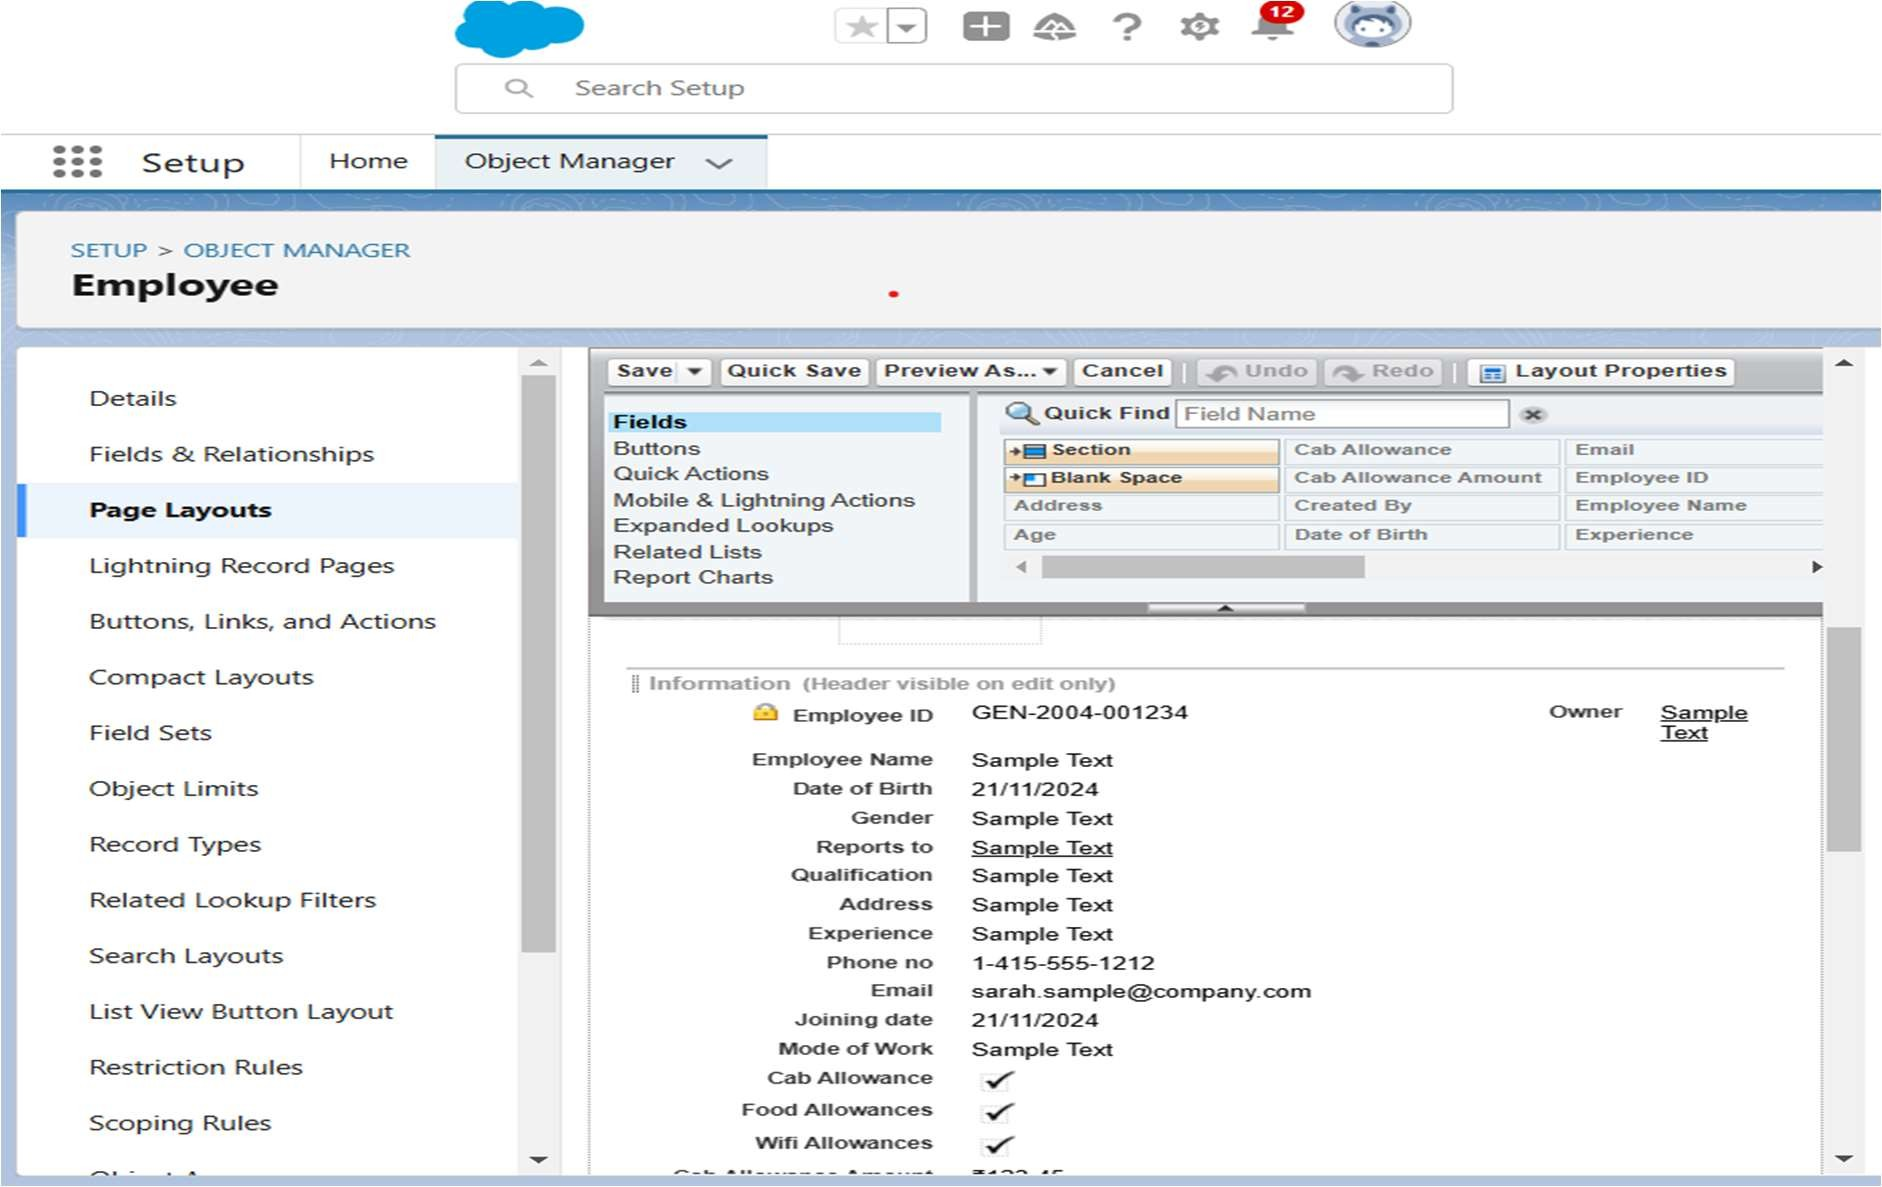 12
Search Setup
Setup Home Object Manager
SETUP > OBJECT MANAGER
Employee
Details
Fields & Relationships
Page Layouts
Lightning Record Pages
Buttons, Links, and Actions
Compact Layouts
Field Sets
Object Limits
Record Types
Related Lookup Filters
Search Layouts
List View Button Layout
Restriction Rules
Scoping Rules
Save Quick Save Preview As... Cancel Undo Redo Layout Properties
Fields
Buttons
Quick Actions
Mobile & Lightning Actions
Expanded Lookups
Related Lists
Report Charts
Quick Find Field Name
Section Cab Allowance Email
Blank Space Cab Allowance Amount Employee ID
Address Created By Employee Name
Age Date of Birth Experience
Information (Header visible on edit only)
Employee ID GEN-2004-001234 Owner Sample
Text
Employee Name Sample Text
Date of Birth 21/11/2024
Gender Sample Text
Reports to Sample Text
Qualification Sample Text
Address Sample Text
Experience Sample Text
Phone no 1-415-555-1212
Email sarah.sample@company.com
Joining date 21/11/2024
Mode of Work Sample Text
Cab Allowance
Food Allowances
Wifi Allowances
Cab Allowance Amount ₹123.45